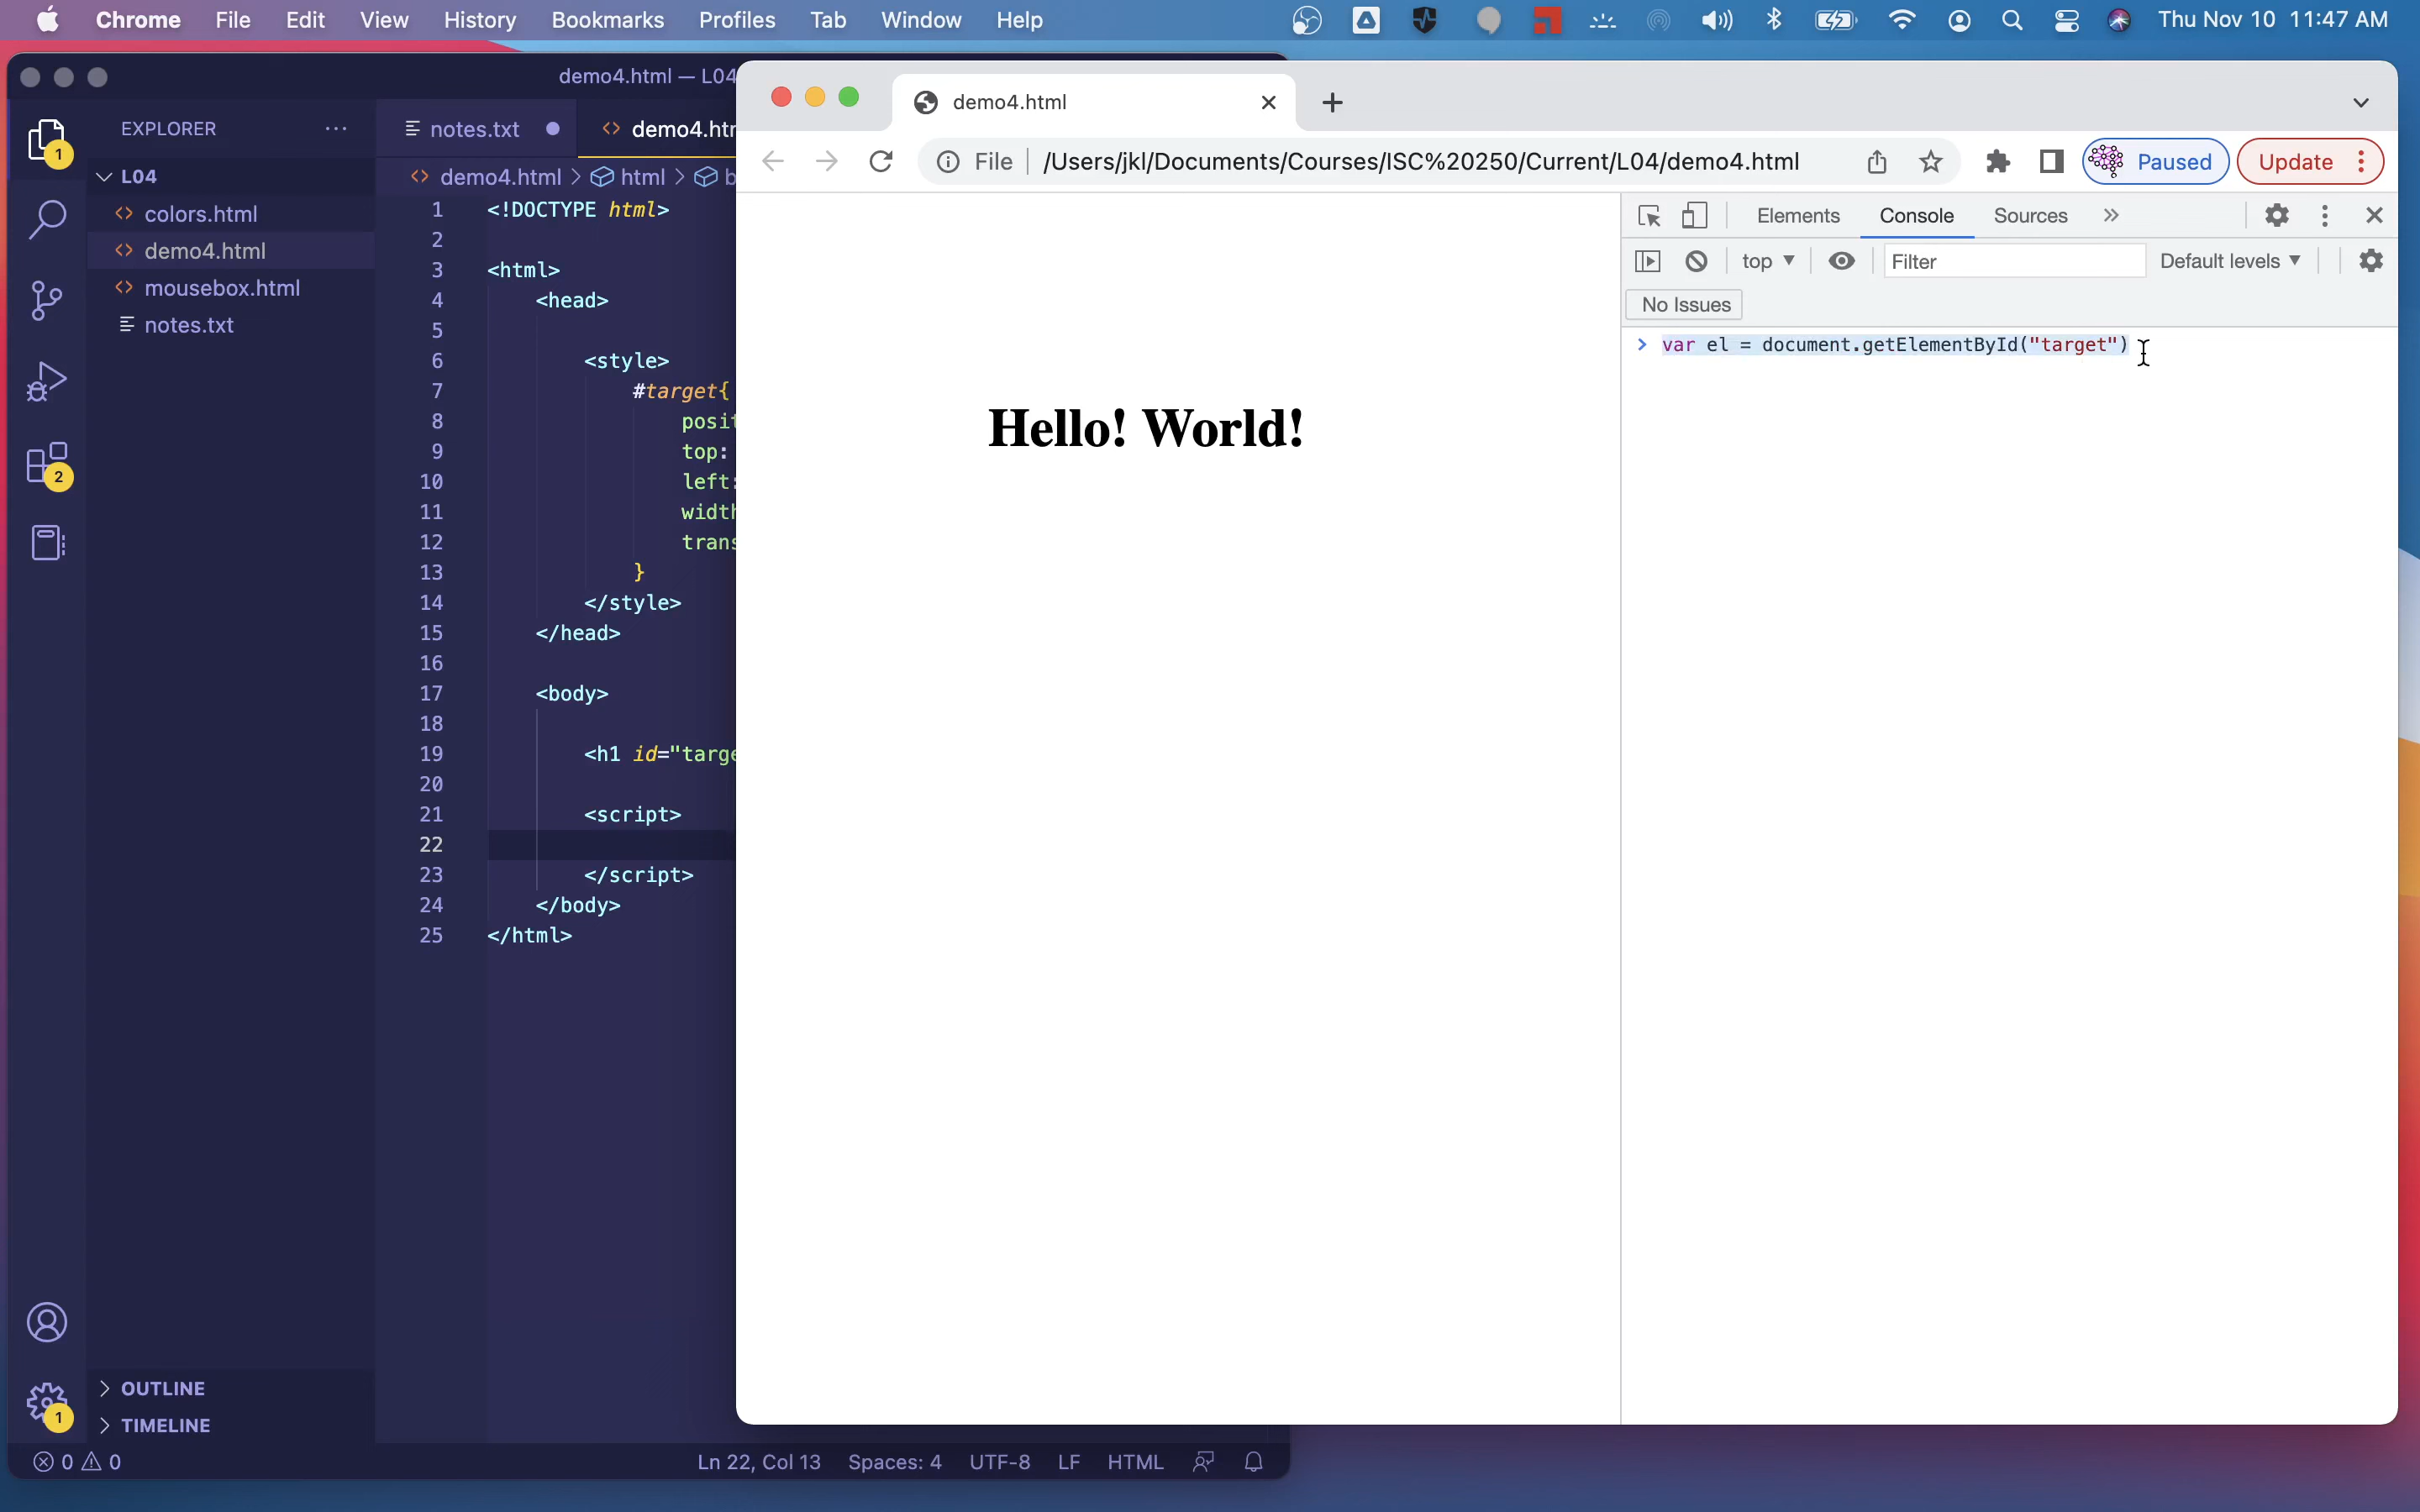 Chrome File Edit View History Bookmarks Profiles Tab Window Help Thu Nov 10 11:47 AM
demo4.html — L04
EXPLORER
L04
colors.html
demo4.html
mousebox.html
notes.txt
OUTLINE
TIMELINE
1
2
1
notes.txt demo4.htm
demo4.html > html > b
1 <!DOCTYPE html>
2
3 <html>
4 <head>
5
6 <style>
7 #target{
8 posit
9 top:
10 left:
11 width
12 trans
13 }
14 </style>
15 </head>
16
17 <body>
18
19 <h1 id="targe
20
21 <script>
22
23 </script>
24 </body>
25 </html>
0 0 Ln 22, Col 13 Spaces: 4 UTF-8 LF HTML
demo4.html
File /Users/jkl/Documents/Courses/ISC%20250/Current/L04/demo4.html Paused Update
Hello! World!
Elements Console Sources
top Filter Default levels
No Issues
> var el = document.getElementById("target")